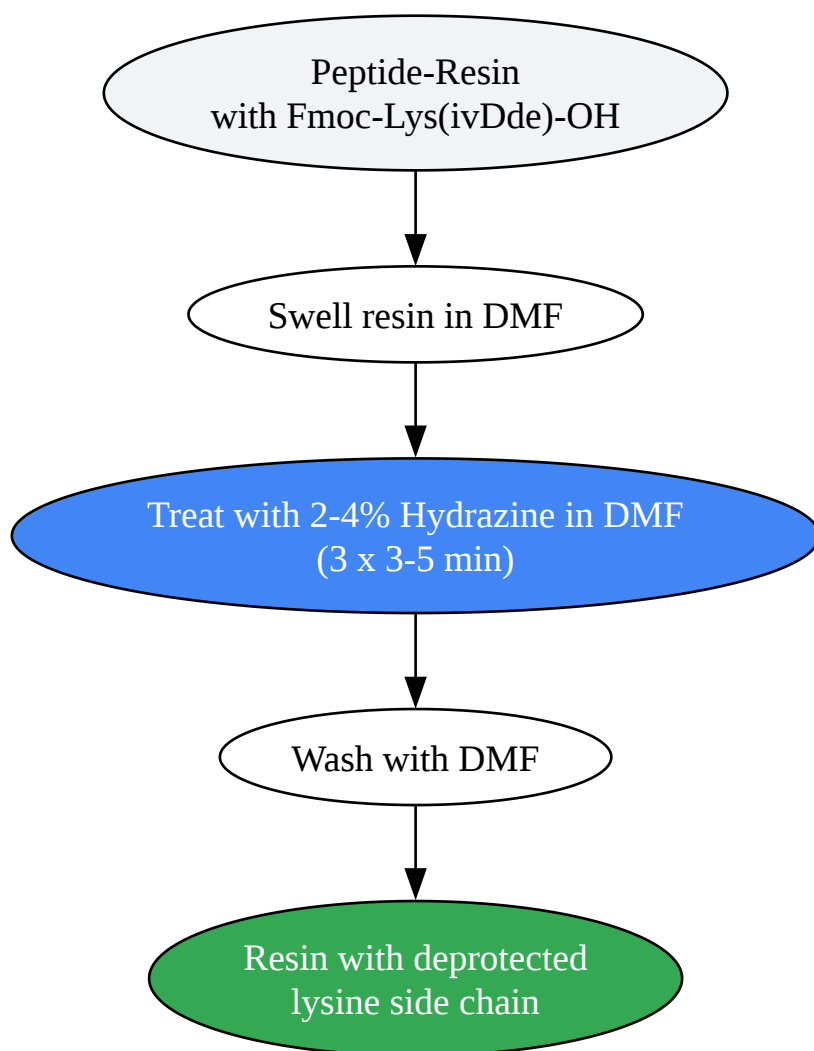 Peptide-Resin
with Fmoc-Lys(ivDde)-OH
Swell resin in DMF
Treat with 2-4% Hydrazine in DMF
(3 x 3-5 min)
Wash with DMF
Resin with deprotected
lysine side chain